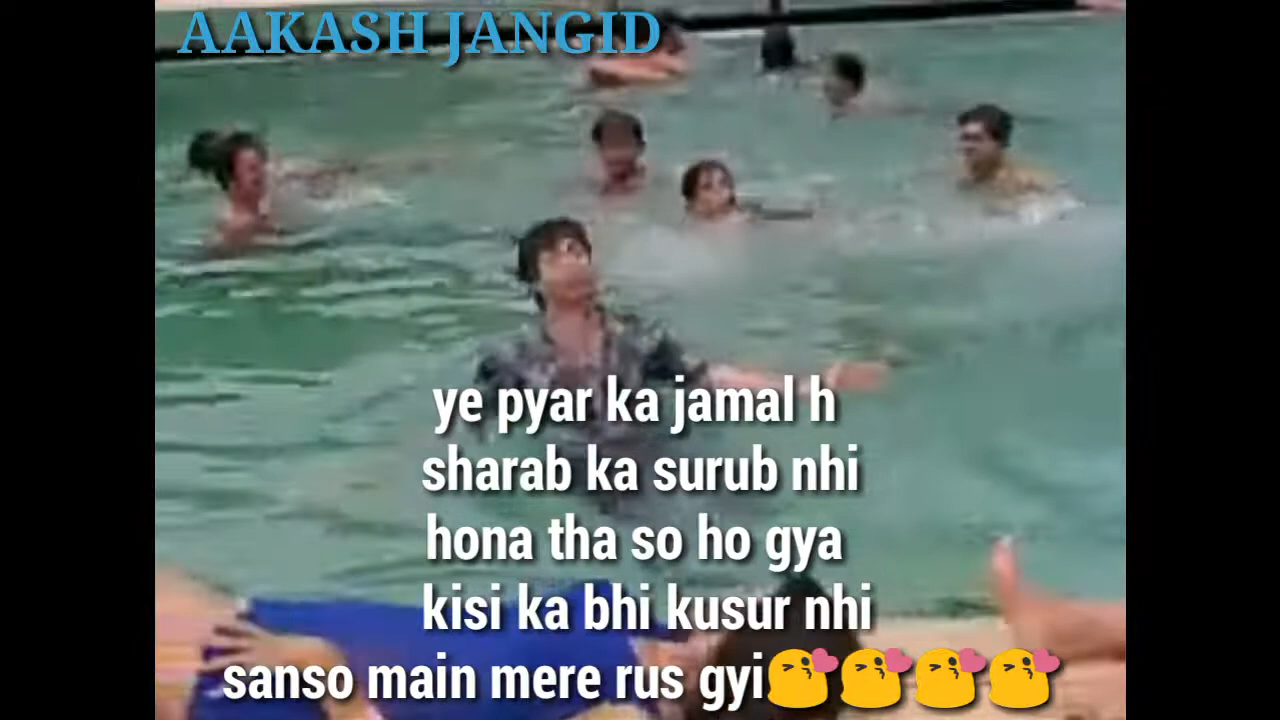 AAKASH JANGID
ye pyar ka jamal h
sharab ka surub nhi
hona tha so ho gya
kisi ka bhi kusur nhi
sanso main mere rus gyi😘😘😘😘